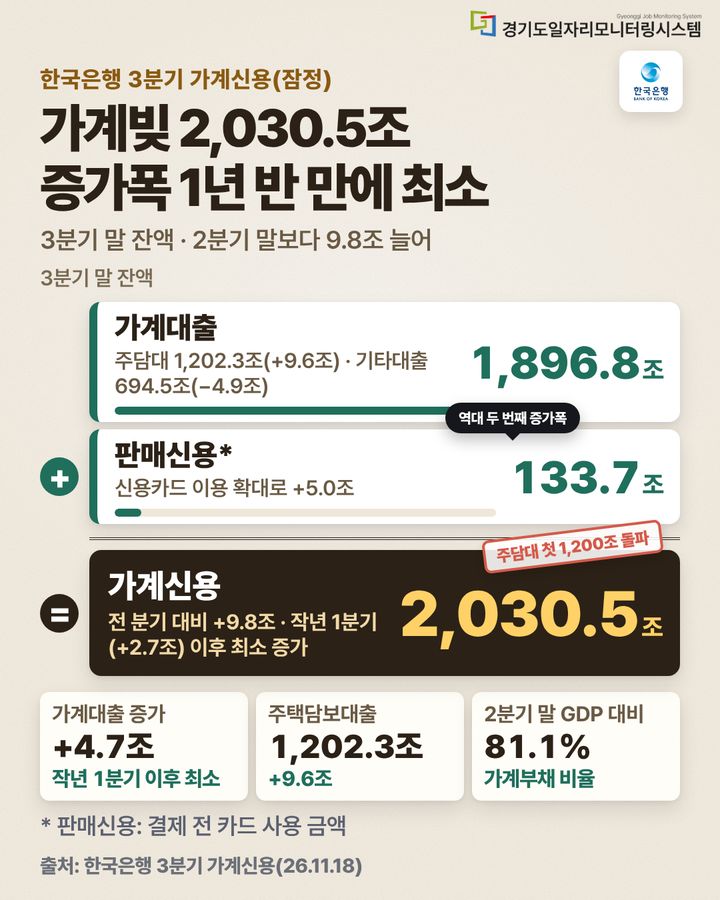 Gyeonggi Job Monitoring System
경기도일자리모니터링시스템
한국은행
BANK OF KOREA
한국은행 3분기 가계신용(잠정)
가계빚 2,030.5조
증가폭 1년 반 만에 최소
3분기 말 잔액 · 2분기 말보다 9.8조 늘어
3분기 말 잔액
가계대출
주담대 1,202.3조(+9.6조) · 기타대출
694.5조(−4.9조)
1,896.8조
역대 두 번째 증가폭
+
판매신용*
신용카드 이용 확대로 +5.0조
133.7조
주담대 첫 1,200조 돌파
=
가계신용
전 분기 대비 +9.8조 · 작년 1분기
(+2.7조) 이후 최소 증가
2,030.5조
가계대출 증가
+4.7조
작년 1분기 이후 최소
주택담보대출
1,202.3조
+9.6조
2분기 말 GDP 대비
81.1%
가계부채 비율
* 판매신용: 결제 전 카드 사용 금액
출처: 한국은행 3분기 가계신용(26.11.18)